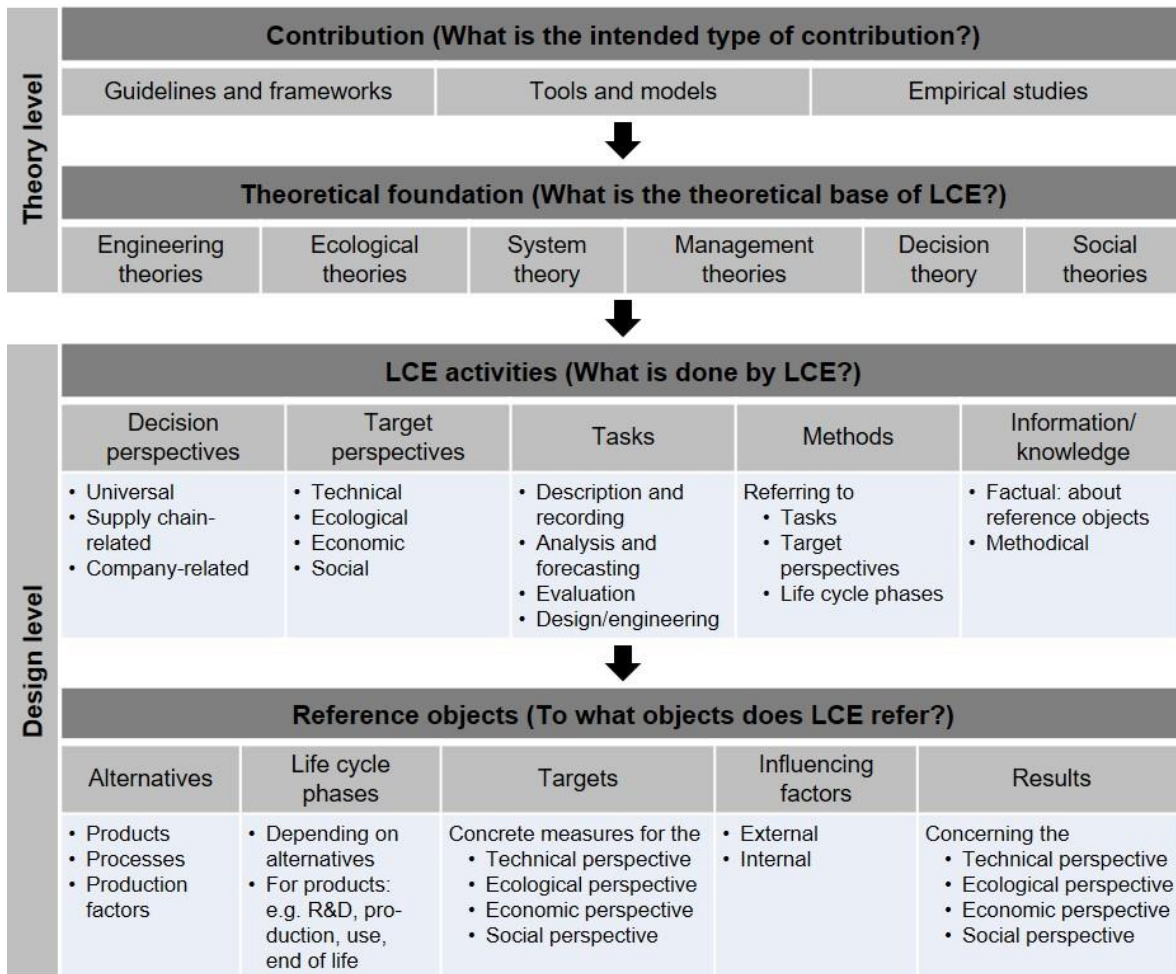 Theory level
Contribution (What is the intended type of contribution?)
Guidelines and frameworks
Tools and models
Empirical studies
Theoretical foundation (What is the theoretical base of LCE?)
Engineering
theories
Ecological
theories
System
theory
Management
theories
Decision
theory
Social
theories
Design level
LCE activities (What is done by LCE?)
Decision
perspectives
Target
perspectives
Tasks
Methods
Information/
knowledge
• Universal
• Supply chain-
related
• Company-related
• Technical
• Ecological
• Economic
• Social
• Description and
recording
• Analysis and
forecasting
• Evaluation
• Design/engineering
Referring to
• Tasks
• Target
perspectives
• Life cycle phases
• Factual: about
reference objects
• Methodical
Reference objects (To what objects does LCE refer?)
Alternatives
Life cycle
phases
Targets
Influencing
factors
Results
• Products
• Processes
• Production
factors
• Depending on
alternatives
• For products:
e.g. R&D, pro-
duction, use,
end of life
Concrete measures for the
• Technical perspective
• Ecological perspective
• Economic perspective
• Social perspective
• External
• Internal
Concerning the
• Technical perspective
• Ecological perspective
• Economic perspective
• Social perspective